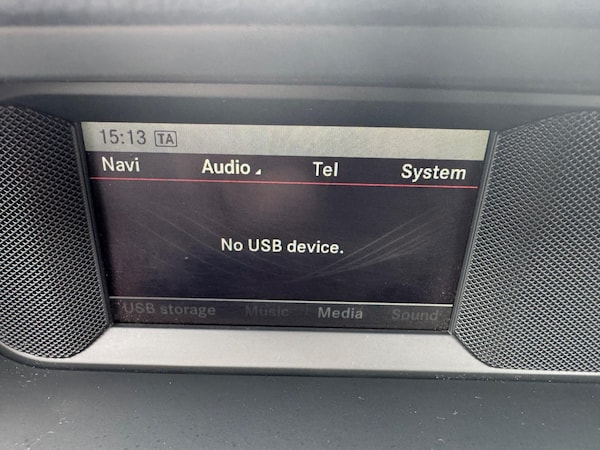 15:13 TA
Navi Audio Tel System
No USB device.
USB storage Music Media Sound